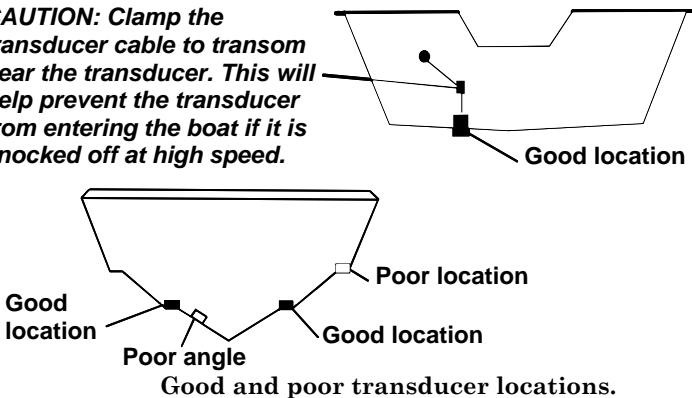 CAUTION: Clamp the
transducer cable to transom
near the transducer. This will
help prevent the transducer
from entering the boat if it is
knocked off at high speed.
Good location
Poor location
Good
location
Good location
Poor angle
Good and poor transducer locations.